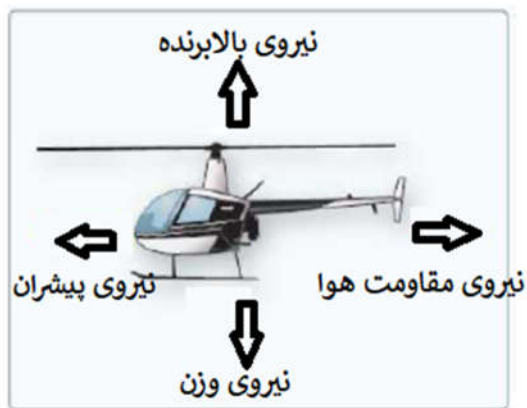 نیروی بالابرنده
نیروی پیشران
نیروی مقاومت هوا
نیروی وزن